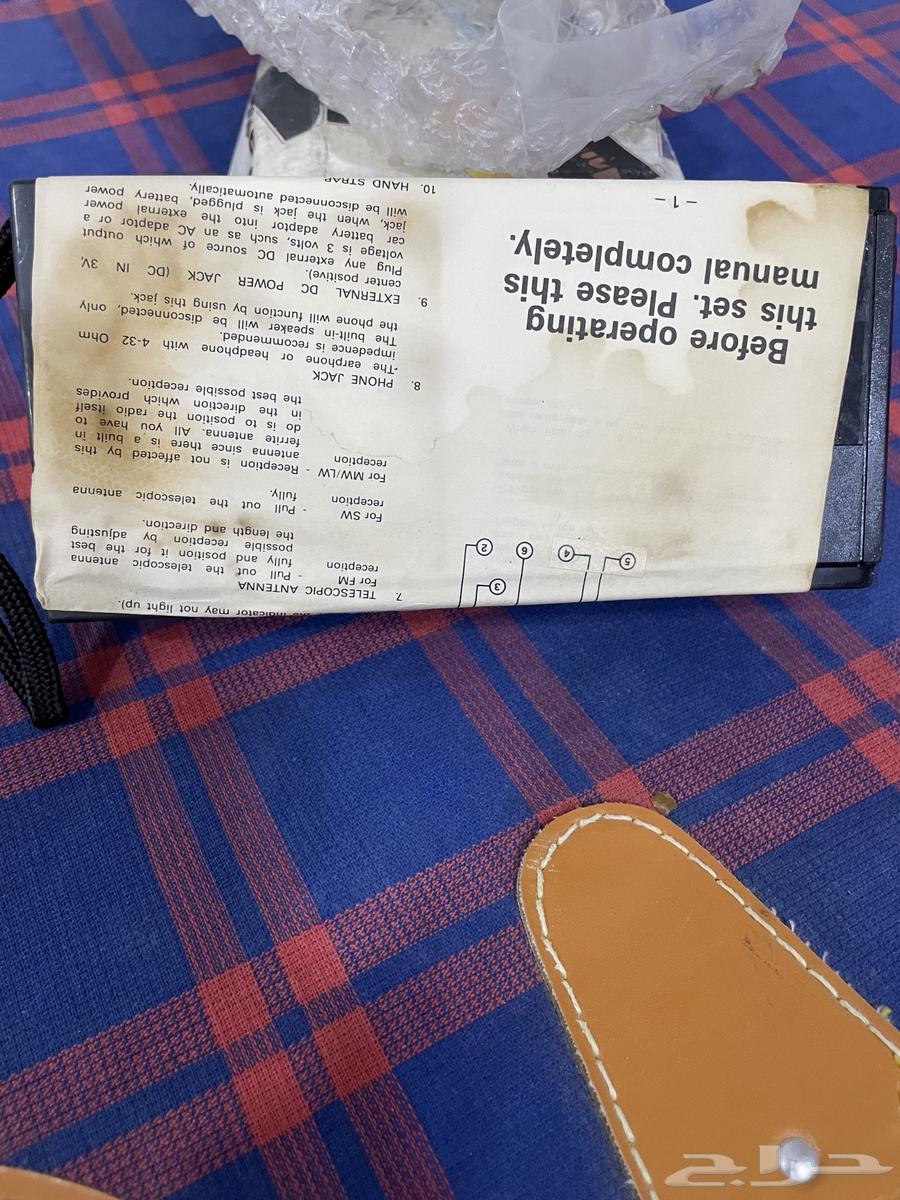 Before operating
this set. Please this
manual completely.
– 1 –
5
4
6
2
3
indicator may not light up).
7. TELESCOPIC ANTENNA
For FM - Pull out the telescopic antenna
reception fully and position it for the best
possible reception by adjusting
the length and direction.
For SW - Pull out the telescopic antenna
reception fully.
For MW/LW - Reception is not affected by this
reception antenna since there is a built in
ferrite antenna. All you have to
do is to position the radio itself
in the direction which provides
the best possible reception.
8. PHONE JACK
-The earphone or headphone with 4-32 Ohm
impedence is recommended.
The built-in speaker will be disconnected, only
the phone will function by using this jack.
9. EXTERNAL DC POWER JACK (DC IN 3V,
center positive).
Plug any external DC source of which output
voltage is 3 volts, such as an AC adaptor or a
car battery adaptor into the external power
jack, when the jack is plugged, battery power
will be disconnected automatically.
10. HAND STRAP
حراج